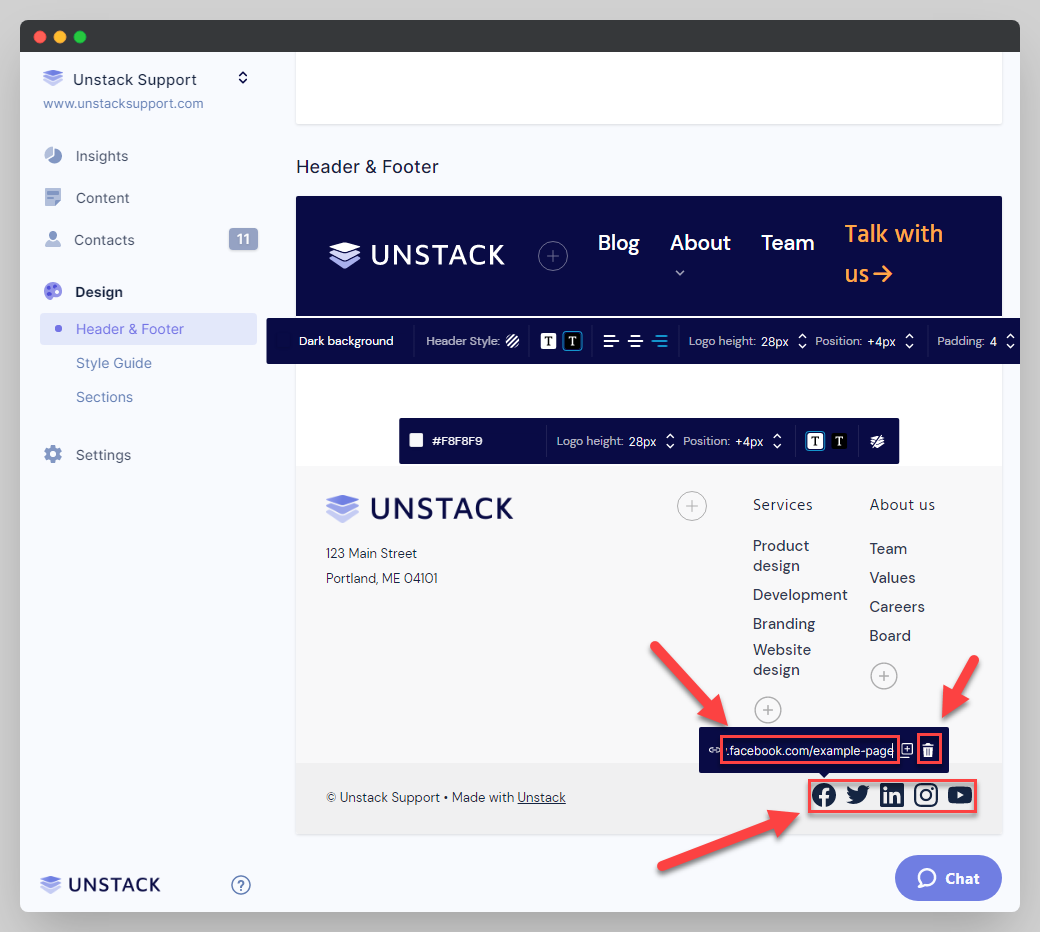 Unstack Support
www.unstacksupport.com
Insights
Content
Contacts
11
Design
Header & Footer
Style Guide
Sections
Settings
UNSTACK
?
Header & Footer
UNSTACK
Blog
About
Team
Talk with
us
Dark background
Header Style:
T
T
Logo height: 28px
Position: +4px
Padding: 4
#F8F8F9
Logo height: 28px
Position: +4px
T
T
UNSTACK
123 Main Street
Portland, ME 04101
Services
Product
design
Development
Branding
Website
design
About us
Team
Values
Careers
Board
.facebook.com/example-page
© Unstack Support • Made with Unstack
in
Chat